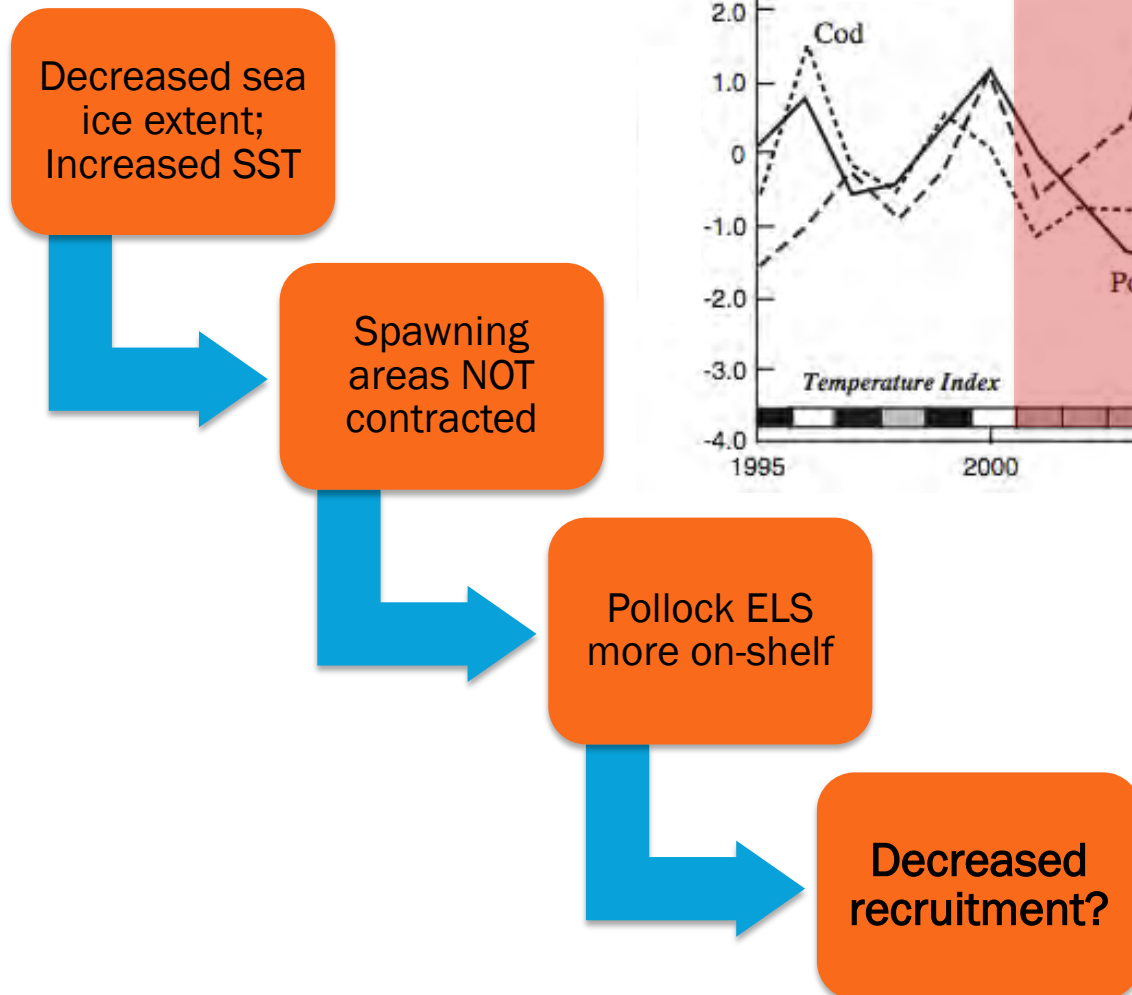 Decreased sea
ice extent;
Increased SST
Spawning
areas NOT
contracted
Pollock ELS
more on-shelf
Decreased
recruitment?
2.0
1.0
0
-1.0
-2.0
-3.0
-4.0
Cod
Temperature Index
1995
2000